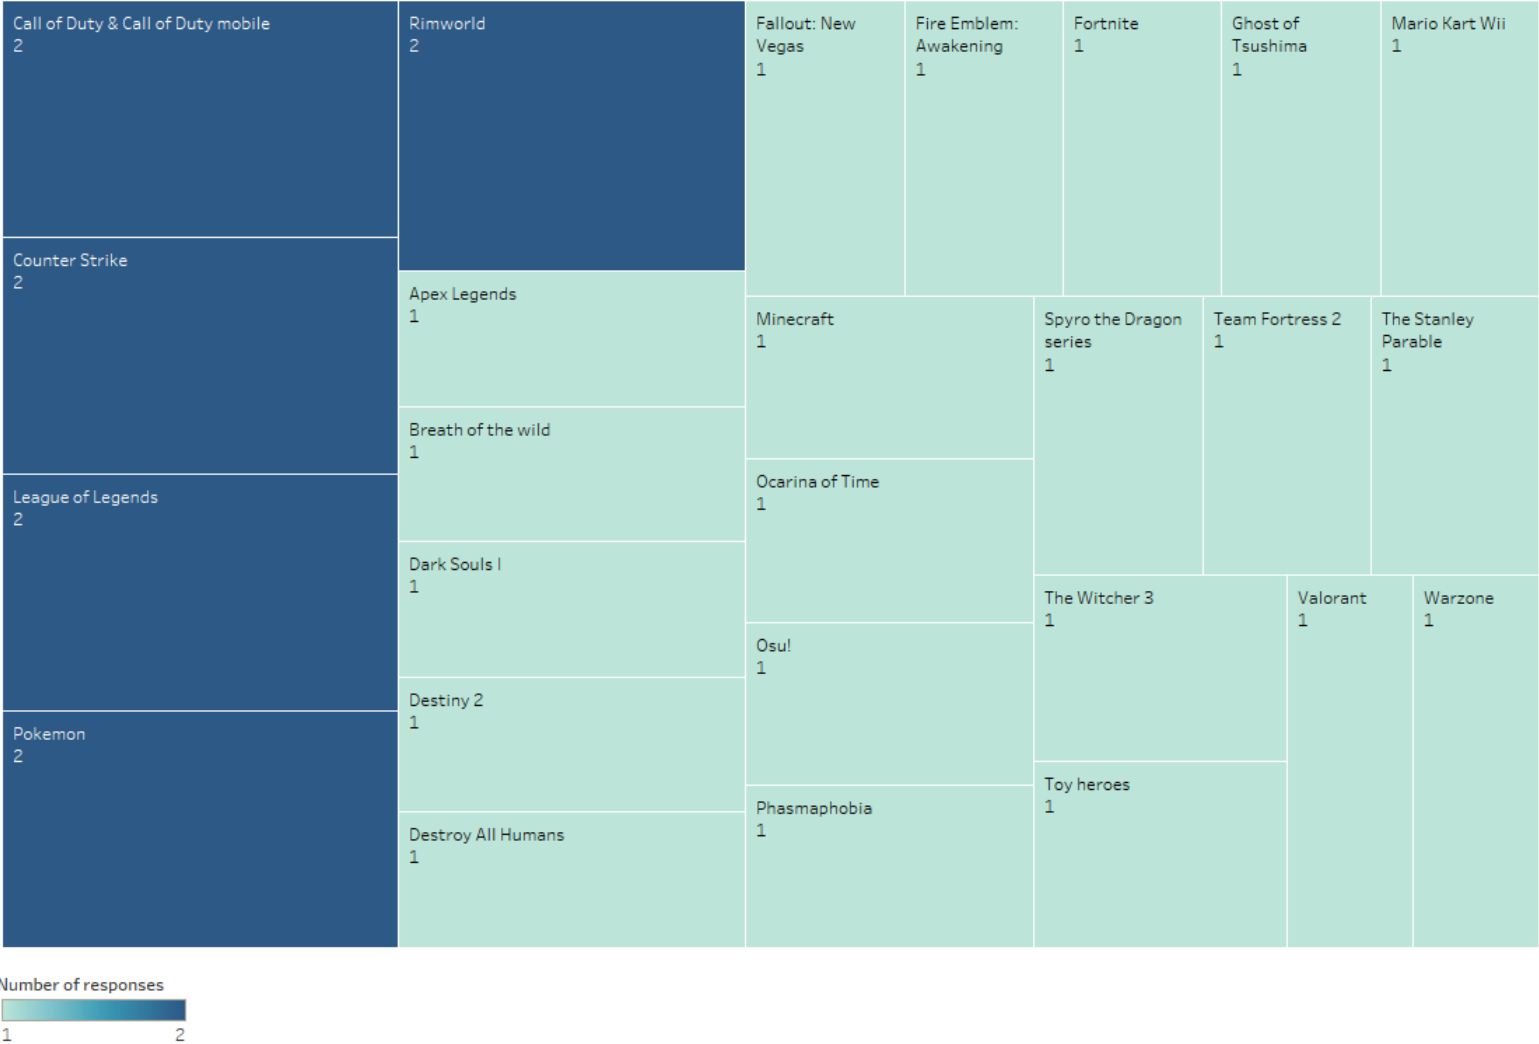 Call of Duty & Call of Duty mobile
2
Counter Strike
2
League of Legends
2
Pokemon
2
Rimworld
2
Apex Legends
1
Breath of the wild
1
Dark Souls I
1
Destiny 2
1
Destroy All Humans
1
Fallout: New
Vegas
1
Fire Emblem:
Awakening
1
Fortnite
1
Ghost of
Tsushima
1
Mario Kart Wii
1
Minecraft
1
Ocarina of Time
1
Osu!
1
Phasmaphobia
1
Spyro the Dragon
series
1
Team Fortress 2
1
The Stanley
Parable
1
The Witcher 3
1
Toy heroes
1
Valorant
1
Warzone
1
Number of responses
1 2